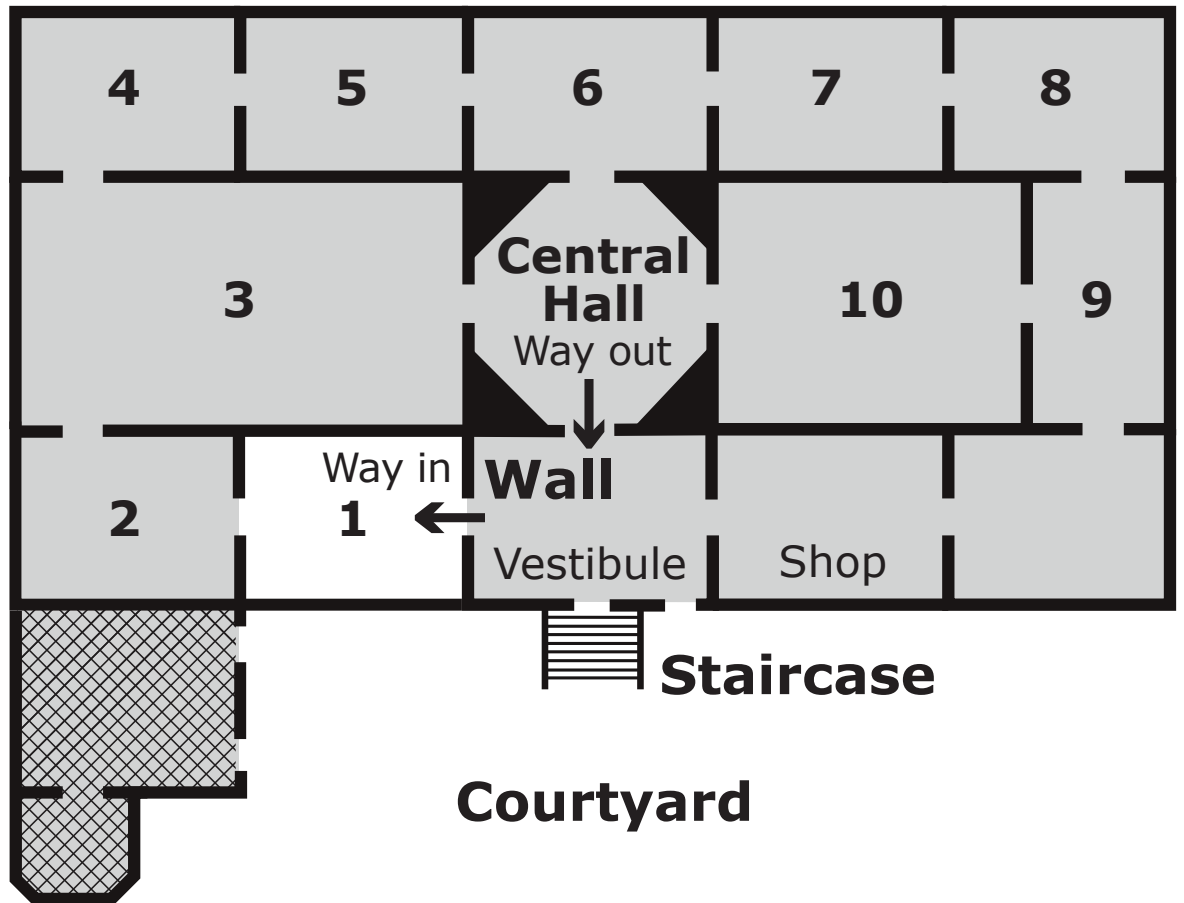 4
5
6
7
8
3
Central
Hall
Way out
10
9
2
Way in
1
Wall
Vestibule
Shop
Staircase
Courtyard